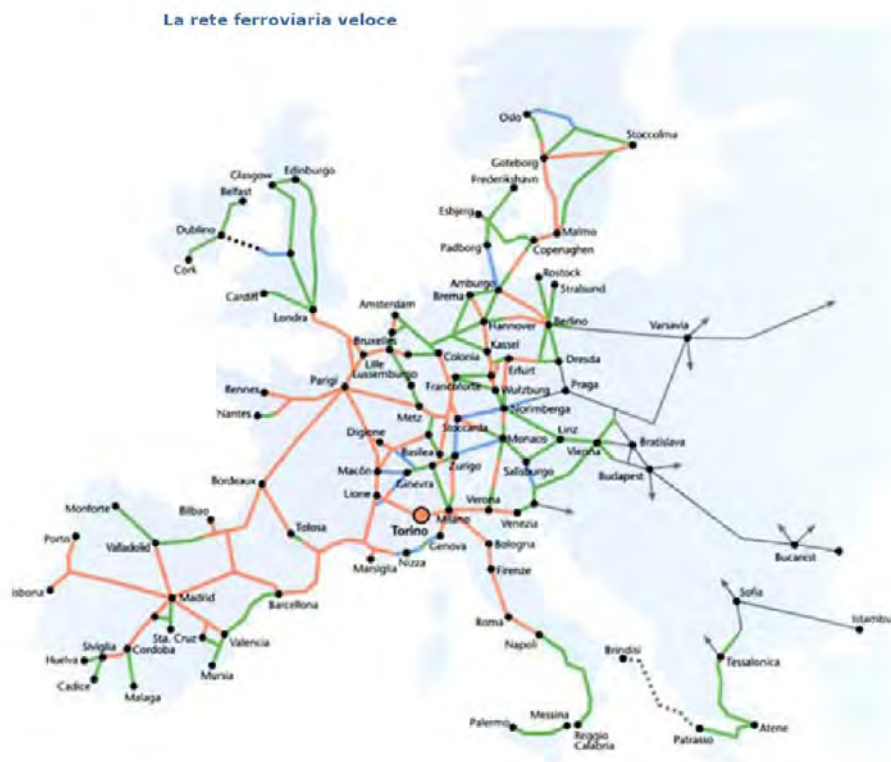 La rete ferroviaria veloce
Oslo
Stoccolma
Goteborg
Frederikshavn
Glasgow
Edinburgo
Belfast
Esbjerg
Dublino
Malmo
Padborg
Copenaghen
Cork
Rostock
Amburgo
Stralsund
Brema
Cardiff
Amsterdam
Londra
Hannover
Berlino
Varsavia
Bruxelles
Kassel
Lille
Colonia
Erfurt
Dresda
Lussemburgo
Parigi
Francoforte
Wurzburg
Praga
Rennes
Nantes
Metz
Norimberga
Stoccarda
Digione
Monaco
Linz
Bratislava
Basilea
Vienna
Macôn
Zurigo
Salisburgo
Budapest
Ginevra
Bordeaux
Lione
Verona
Monforte
Bilbao
Torino
Milano
Venezia
Porto
Tolosa
Genova
Valladolid
Bologna
Bucarest
Marsiglia
Nizza
Firenze
isbona
Madrid
Barcellona
Sofia
Roma
Istambu
Sta. Cruz
Valencia
Siviglia
Cordoba
Napoli
Brindisi
Huelva
Tessalonica
Mursia
Cadice
Malaga
Messina
Palermo
Reggio
Calabria
Patrasso
Atene